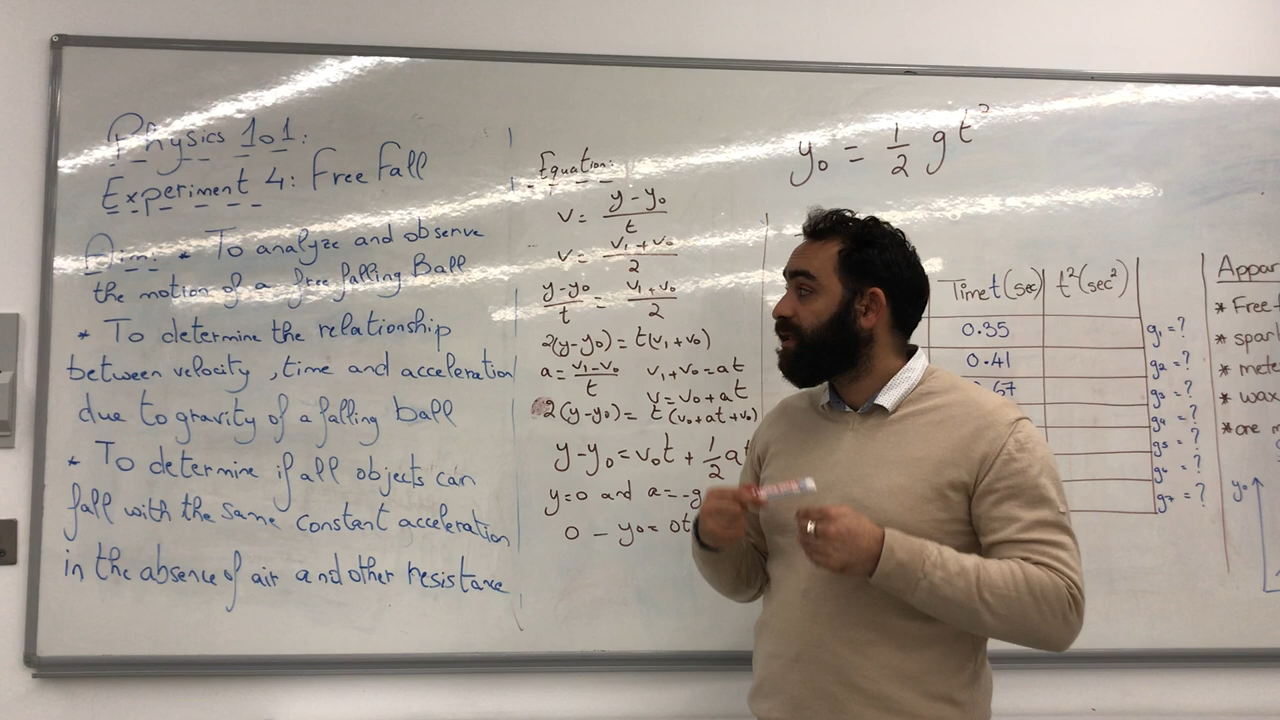 Physics 101:
Experiment 4: Free Fall
Aim: * To analyze and observe
the motion of a free falling Ball
* To determine the relationship
between velocity, time and acceleration
due to gravity of a falling ball
* To determine if all objects can
fall with the same constant acceleration
in the absence of air and other resistance
Equation:
v = (y - y₀)/t
v = (v₁ + v₀)/2
(y - y₀)/t = (v₁ + v₀)/2
2(y - y₀) = t(v₁ + v₀)
a = (v₁ - v₀)/t v₁ + v₀ = at
v = v₀ + at
2(y - y₀) = t(v₀ + at + v₀)
y - y₀ = v₀t + 1/2 a
y = 0 and a = -g
0 - y₀ = 0t
y₀ = 1/2 gt²
Time t (sec) t² (sec²)
0.35 g₁ = ?
0.41 g₂ = ?
67 g₃ = ?
g₄ = ?
g₅ = ?
g₆ = ?
g₇ = ?
Appar
* Free
* spar
* mete
* wax
* one m
y₀